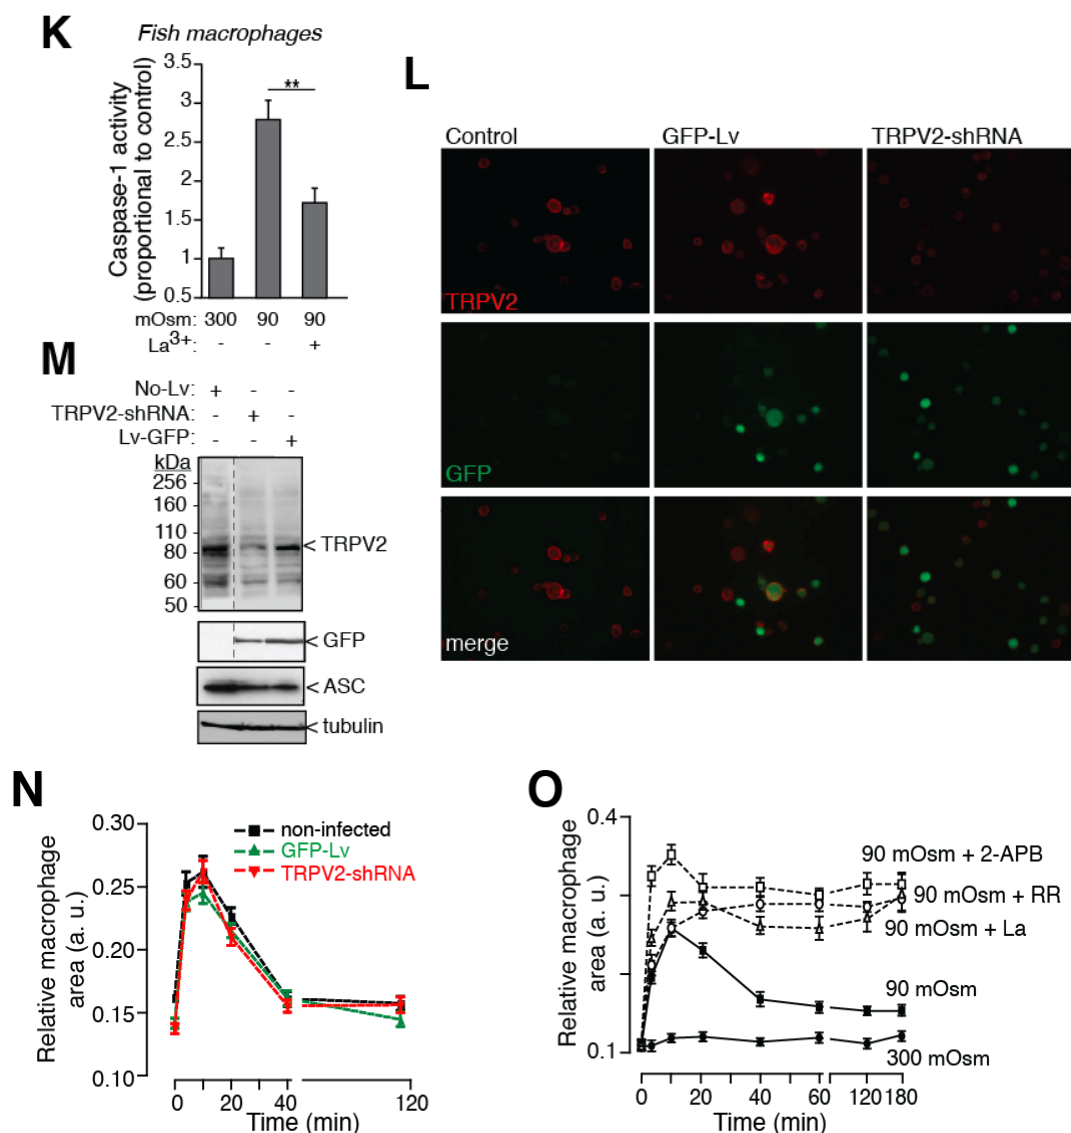 K
Fish macrophages
Caspase-1 activity
(proportional to control)
3.5
3
2.5
2
1.5
1
0.5
**
mOsm: 300 90 90
La3+: - - +
L
Control GFP-Lv TRPV2-shRNA
TRPV2
GFP
merge
M
No-Lv: + - -
TRPV2-shRNA: - + -
Lv-GFP: - - +
kDa
256
160
110
80
60
50
< TRPV2
< GFP
< ASC
< tubulin
N
Relative macrophage
area (a. u.)
0.30
0.25
0.20
0.15
0.10
non-infected
GFP-Lv
TRPV2-shRNA
0 20 40 120
Time (min)
O
Relative macrophage
area (a. u.)
0.4
0.1
90 mOsm + 2-APB
90 mOsm + RR
90 mOsm + La
90 mOsm
300 mOsm
0 20 40 60 120 180
Time (min)